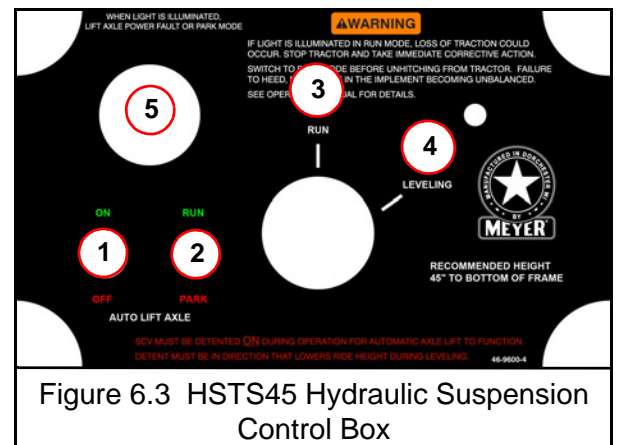 WHEN LIGHT IS ILLUMINATED,
LIFT AXLE POWER FAULT OR PARK MODE
WARNING
IF LIGHT IS ILLUMINATED IN RUN MODE, LOSS OF TRACTION COULD
OCCUR. STOP TRACTOR AND TAKE IMMEDIATE CORRECTIVE ACTION.
SWITCH TO DE BEFORE UNHITCHING FROM TRACTOR. FAILURE
TO HEED, IN THE IMPLEMENT BECOMING UNBALANCED.
SEE OPER UAL FOR DETAILS.
3
5
RUN
4
LEVELING
MANUFACTURED IN DORCHESTER WI
BY
MEYER
ON RUN
1 2
OFF PARK
AUTO LIFT AXLE
RECOMMENDED HEIGHT
45" TO BOTTOM OF FRAME
SCV MUST BE DETENTED ON DURING OPERATION FOR AUTOMATIC AXLE LIFT TO FUNCTION.
DETENT MUST BE IN DIRECTION THAT LOWERS RIDE HEIGHT DURING LEVELING.
46-9600-4
Figure 6.3 HSTS45 Hydraulic Suspension
Control Box